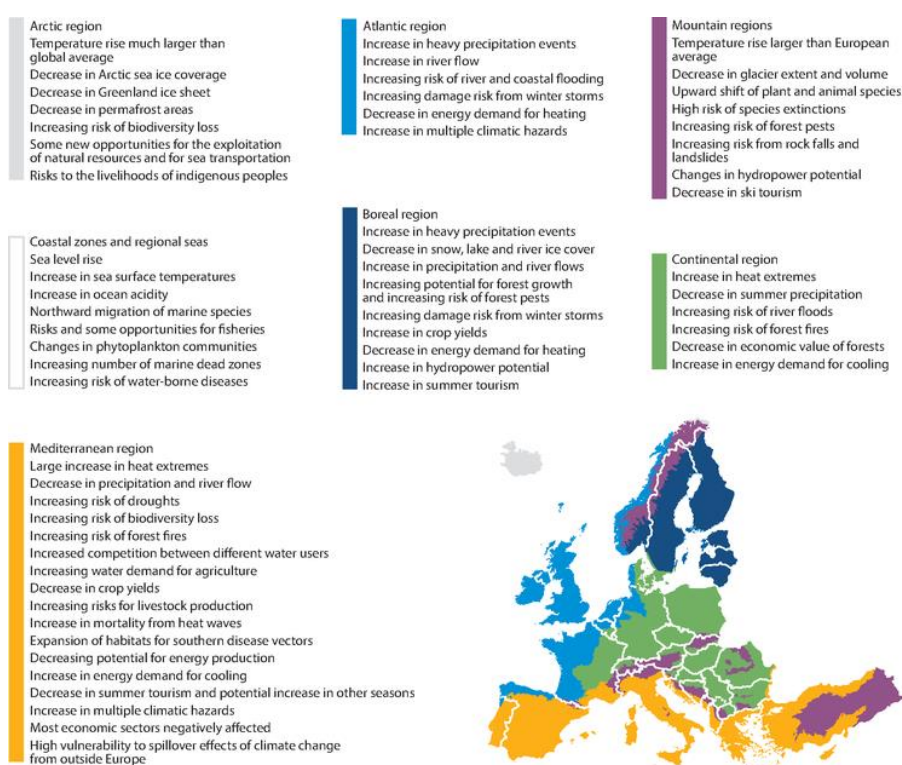 Arctic region
Temperature rise much larger than
global average
Decrease in Arctic sea ice coverage
Decrease in Greenland ice sheet
Decrease in permafrost areas
Increasing risk of biodiversity loss
Some new opportunities for the exploitation
of natural resources and for sea transportation
Risks to the livelihoods of indigenous peoples
Atlantic region
Increase in heavy precipitation events
Increase in river flow
Increasing risk of river and coastal flooding
Increasing damage risk from winter storms
Decrease in energy demand for heating
Increase in multiple climatic hazards
Mountain regions
Temperature rise larger than European
average
Decrease in glacier extent and volume
Upward shift of plant and animal species
High risk of species extinctions
Increasing risk of forest pests
Increasing risk from rock falls and
landslides
Changes in hydropower potential
Decrease in ski tourism
Coastal zones and regional seas
Sea level rise
Increase in sea surface temperatures
Increase in ocean acidity
Northward migration of marine species
Risks and some opportunities for fisheries
Changes in phytoplankton communities
Increasing number of marine dead zones
Increasing risk of water-borne diseases
Boreal region
Increase in heavy precipitation events
Decrease in snow, lake and river ice cover
Increase in precipitation and river flows
Increasing potential for forest growth
and increasing risk of forest pests
Increasing damage risk from winter storms
Increase in crop yields
Decrease in energy demand for heating
Increase in hydropower potential
Increase in summer tourism
Continental region
Increase in heat extremes
Decrease in summer precipitation
Increasing risk of river floods
Increasing risk of forest fires
Decrease in economic value of forests
Increase in energy demand for cooling
Mediterranean region
Large increase in heat extremes
Decrease in precipitation and river flow
Increasing risk of droughts
Increasing risk of biodiversity loss
Increasing risk of forest fires
Increased competition between different water users
Increasing water demand for agriculture
Decrease in crop yields
Increasing risks for livestock production
Increase in mortality from heat waves
Expansion of habitats for southern disease vectors
Decreasing potential for energy production
Increase in energy demand for cooling
Decrease in summer tourism and potential increase in other seasons
Increase in multiple climatic hazards
Most economic sectors negatively affected
High vulnerability to spillover effects of climate change
from outside Europe